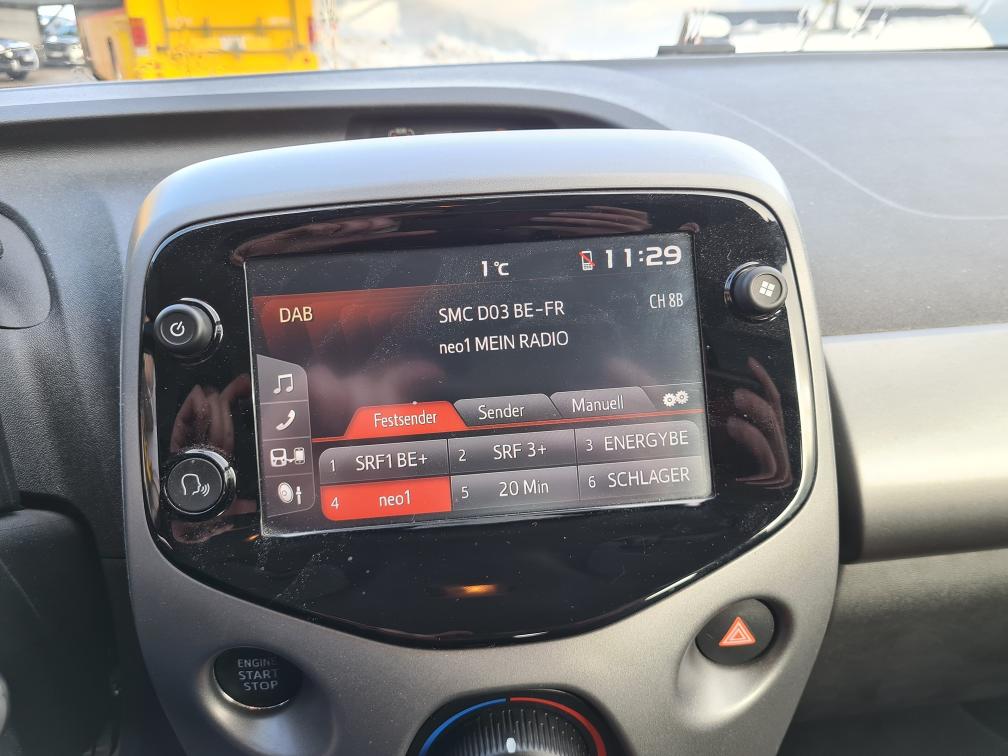 1°C
11:29
DAB
SMC D03 BE-FR
CH 8B
neo1 MEIN RADIO
Festsender
Sender
Manuell
1 SRF1 BE+
2 SRF 3+
3 ENERGYBE
4 neo1
5 20 Min
6 SCHLAGER
ENGINE
START
STOP